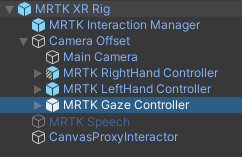 MRTK XR Rig
MRTK Interaction Manager
Camera Offset
Main Camera
MRTK RightHand Controller
MRTK LeftHand Controller
MRTK Gaze Controller
MRTK Speech
CanvasProxyInteractor